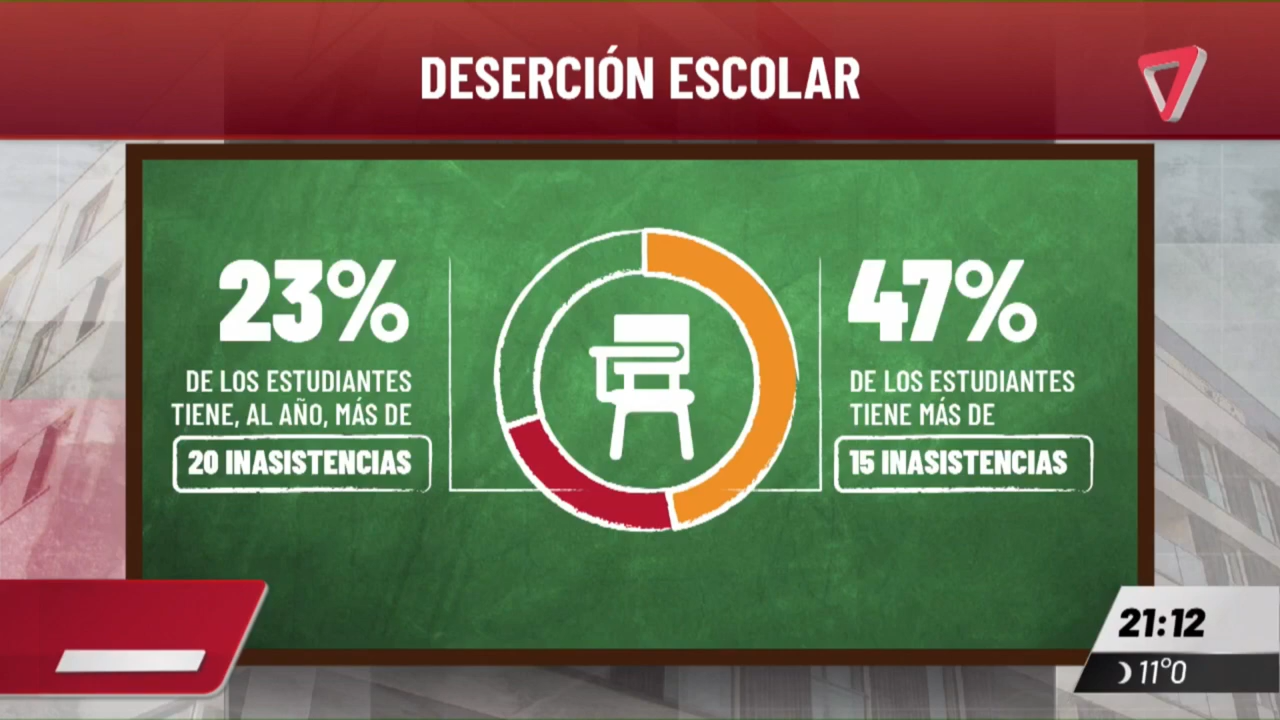 DESERCIÓN ESCOLAR
23%
DE LOS ESTUDIANTES
TIENE, AL AÑO, MÁS DE
20 INASISTENCIAS
47%
DE LOS ESTUDIANTES
TIENE MÁS DE
15 INASISTENCIAS
21:12
11°0